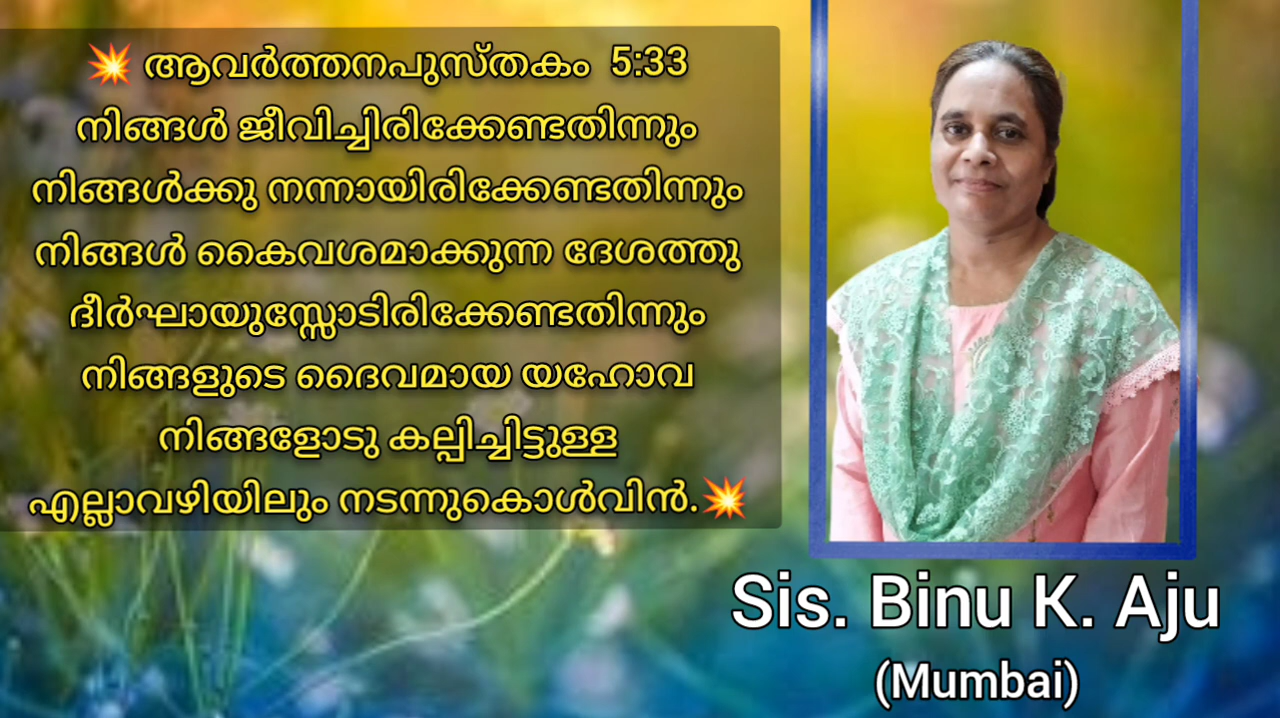 💥 ആവർത്തനപുസ്തകം 5:33
നിങ്ങൾ ജീവിച്ചിരിക്കേണ്ടതിന്നും
നിങ്ങൾക്കു നന്നായിരിക്കേണ്ടതിന്നും
നിങ്ങൾ കൈവശമാക്കുന്ന ദേശത്തു
ദീർഘായുസ്സോടിരിക്കേണ്ടതിന്നും
നിങ്ങളുടെ ദൈവമായ യഹോവ
നിങ്ങളോടു കല്പിച്ചിട്ടുള്ള
എല്ലാവഴിയിലും നടന്നുകൊൾവിൻ.💥
Sis. Binu K. Aju
(Mumbai)